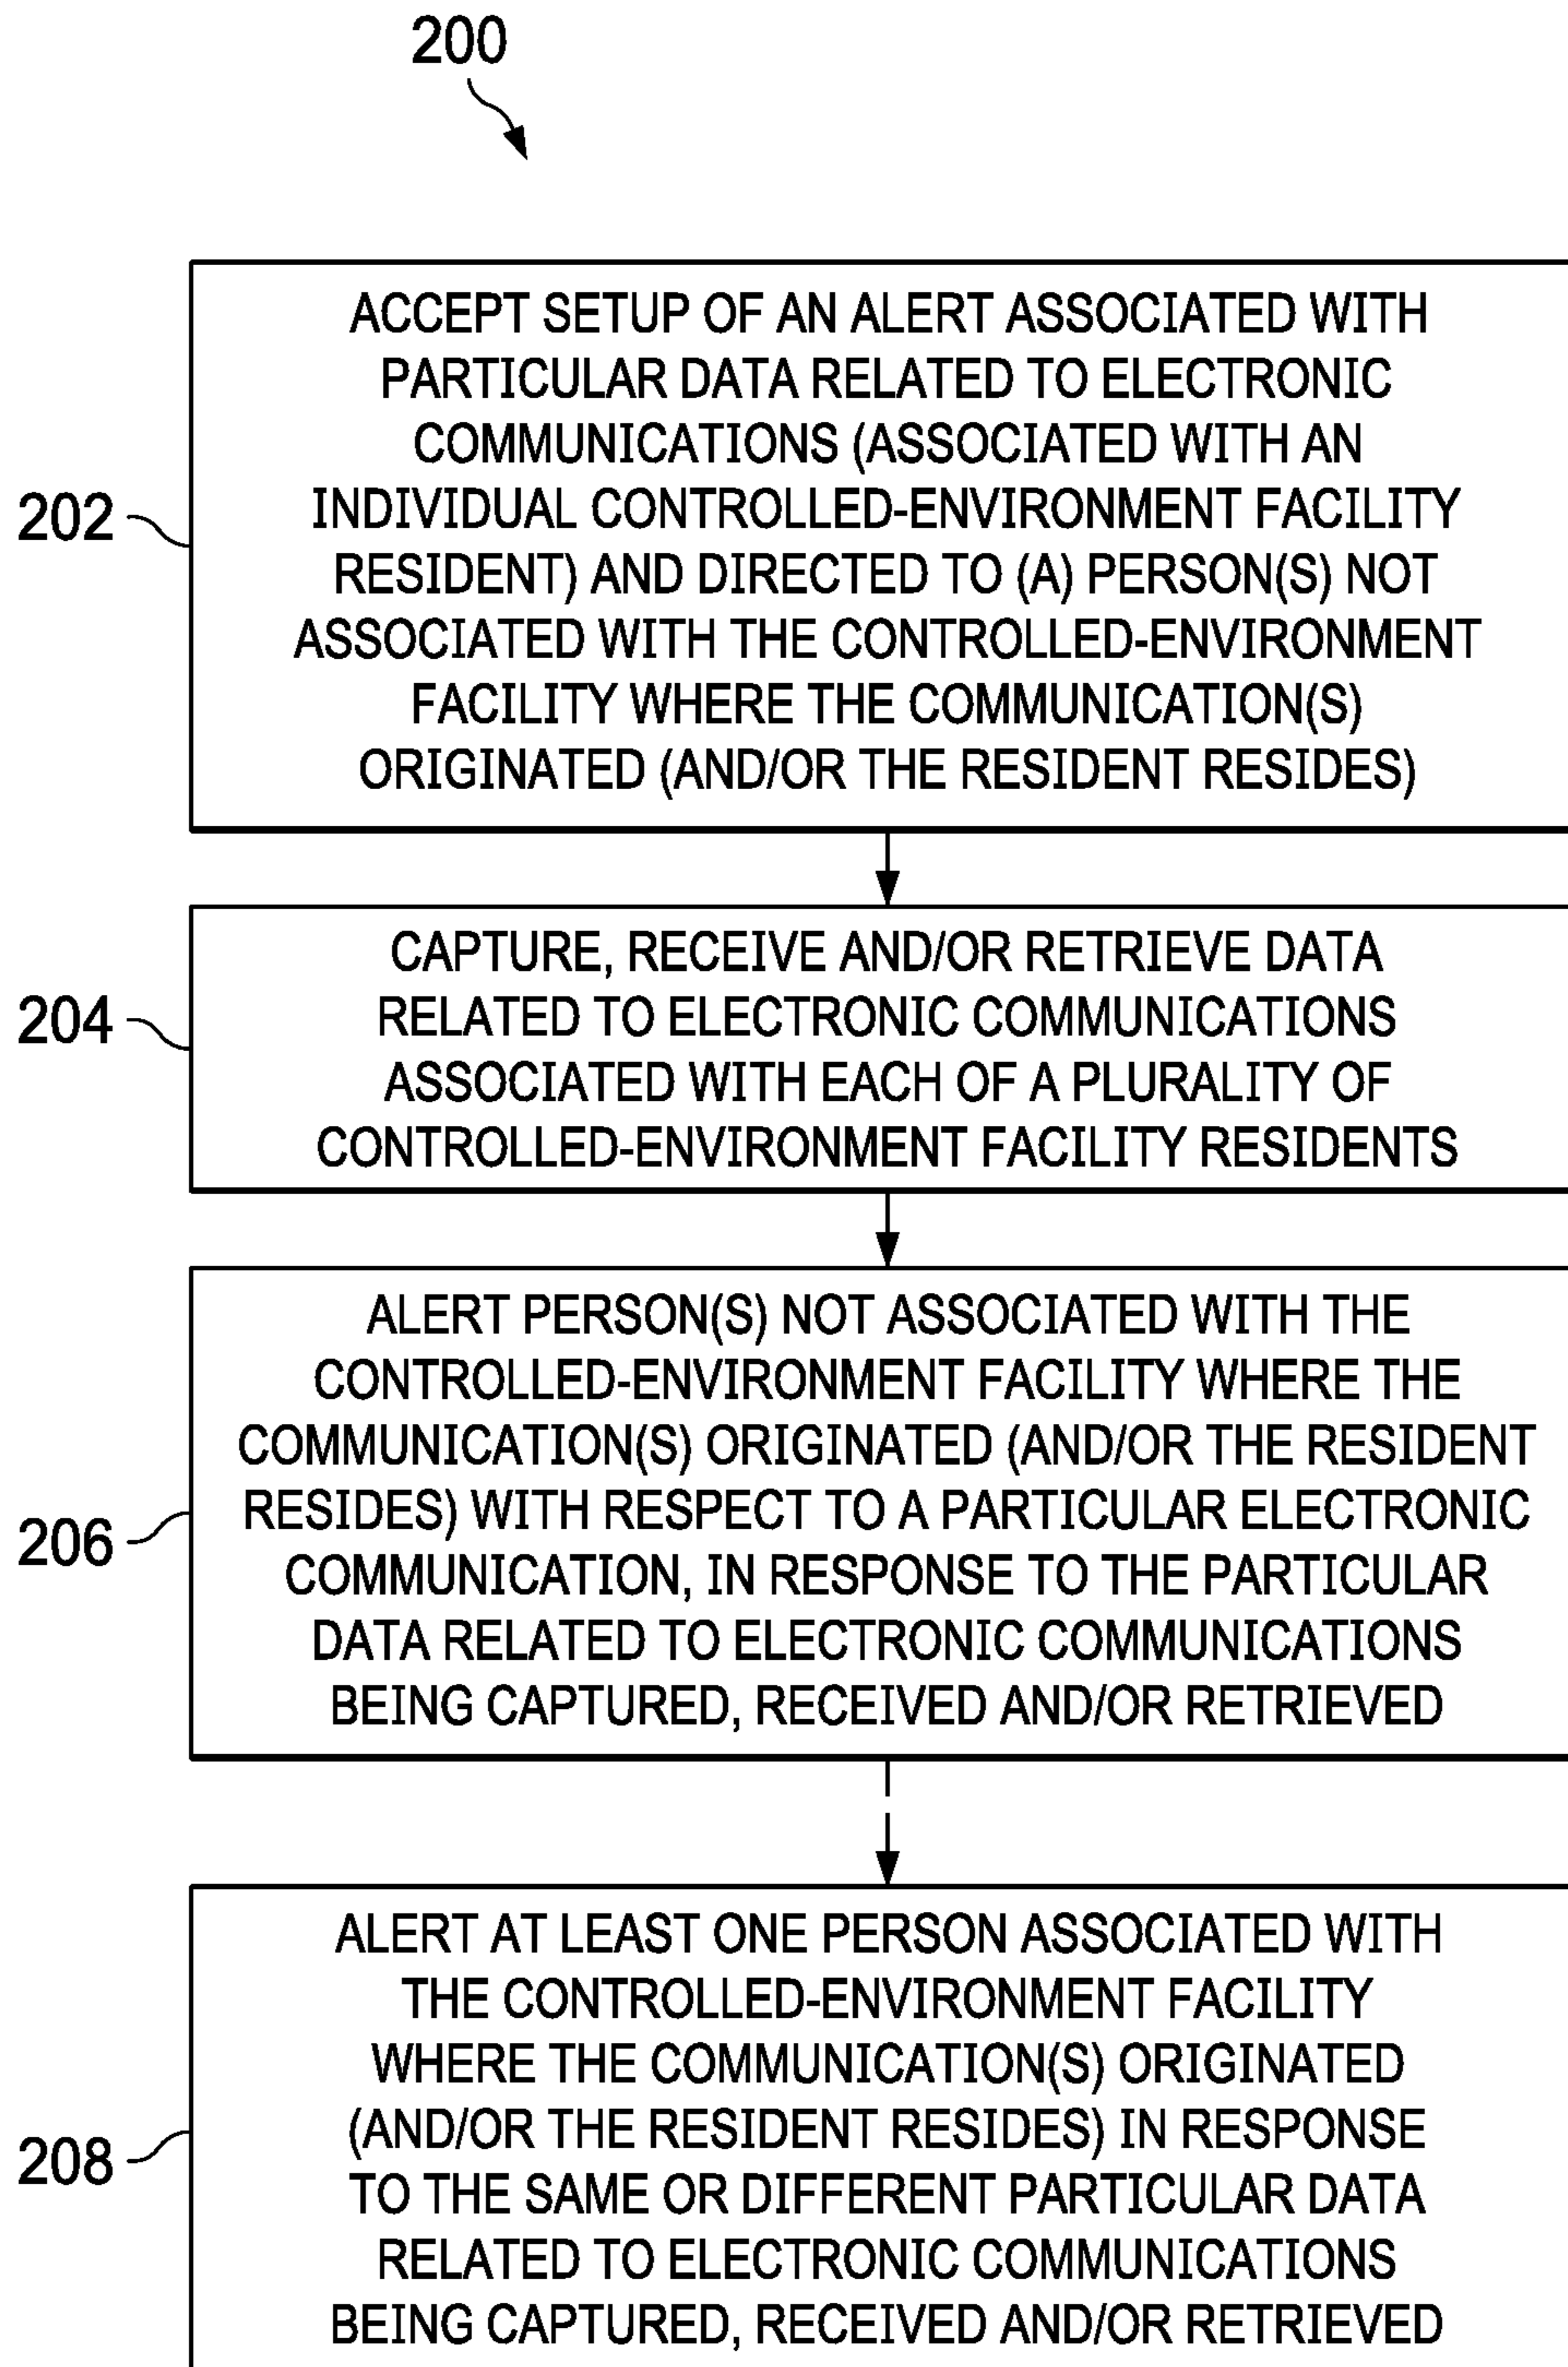 200
202
ACCEPT SETUP OF AN ALERT ASSOCIATED WITH
PARTICULAR DATA RELATED TO ELECTRONIC
COMMUNICATIONS (ASSOCIATED WITH AN
INDIVIDUAL CONTROLLED-ENVIRONMENT FACILITY
RESIDENT) AND DIRECTED TO (A) PERSON(S) NOT
ASSOCIATED WITH THE CONTROLLED-ENVIRONMENT
FACILITY WHERE THE COMMUNICATION(S)
ORIGINATED (AND/OR THE RESIDENT RESIDES)
204
CAPTURE, RECEIVE AND/OR RETRIEVE DATA
RELATED TO ELECTRONIC COMMUNICATIONS
ASSOCIATED WITH EACH OF A PLURALITY OF
CONTROLLED-ENVIRONMENT FACILITY RESIDENTS
206
ALERT PERSON(S) NOT ASSOCIATED WITH THE
CONTROLLED-ENVIRONMENT FACILITY WHERE THE
COMMUNICATION(S) ORIGINATED (AND/OR THE RESIDENT
RESIDES) WITH RESPECT TO A PARTICULAR ELECTRONIC
COMMUNICATION, IN RESPONSE TO THE PARTICULAR
DATA RELATED TO ELECTRONIC COMMUNICATIONS
BEING CAPTURED, RECEIVED AND/OR RETRIEVED
208
ALERT AT LEAST ONE PERSON ASSOCIATED WITH
THE CONTROLLED-ENVIRONMENT FACILITY
WHERE THE COMMUNICATION(S) ORIGINATED
(AND/OR THE RESIDENT RESIDES) IN RESPONSE
TO THE SAME OR DIFFERENT PARTICULAR DATA
RELATED TO ELECTRONIC COMMUNICATIONS
BEING CAPTURED, RECEIVED AND/OR RETRIEVED